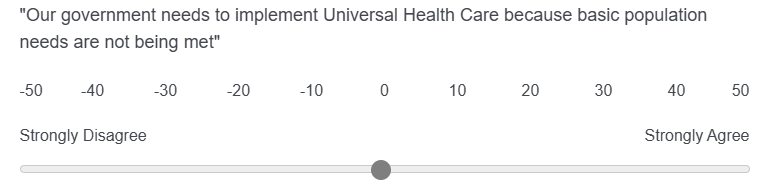 "Our government needs to implement Universal Health Care because basic population
needs are not being met"
-50 -40 -30 -20 -10 0 10 20 30 40 50
Strongly Disagree Strongly Agree